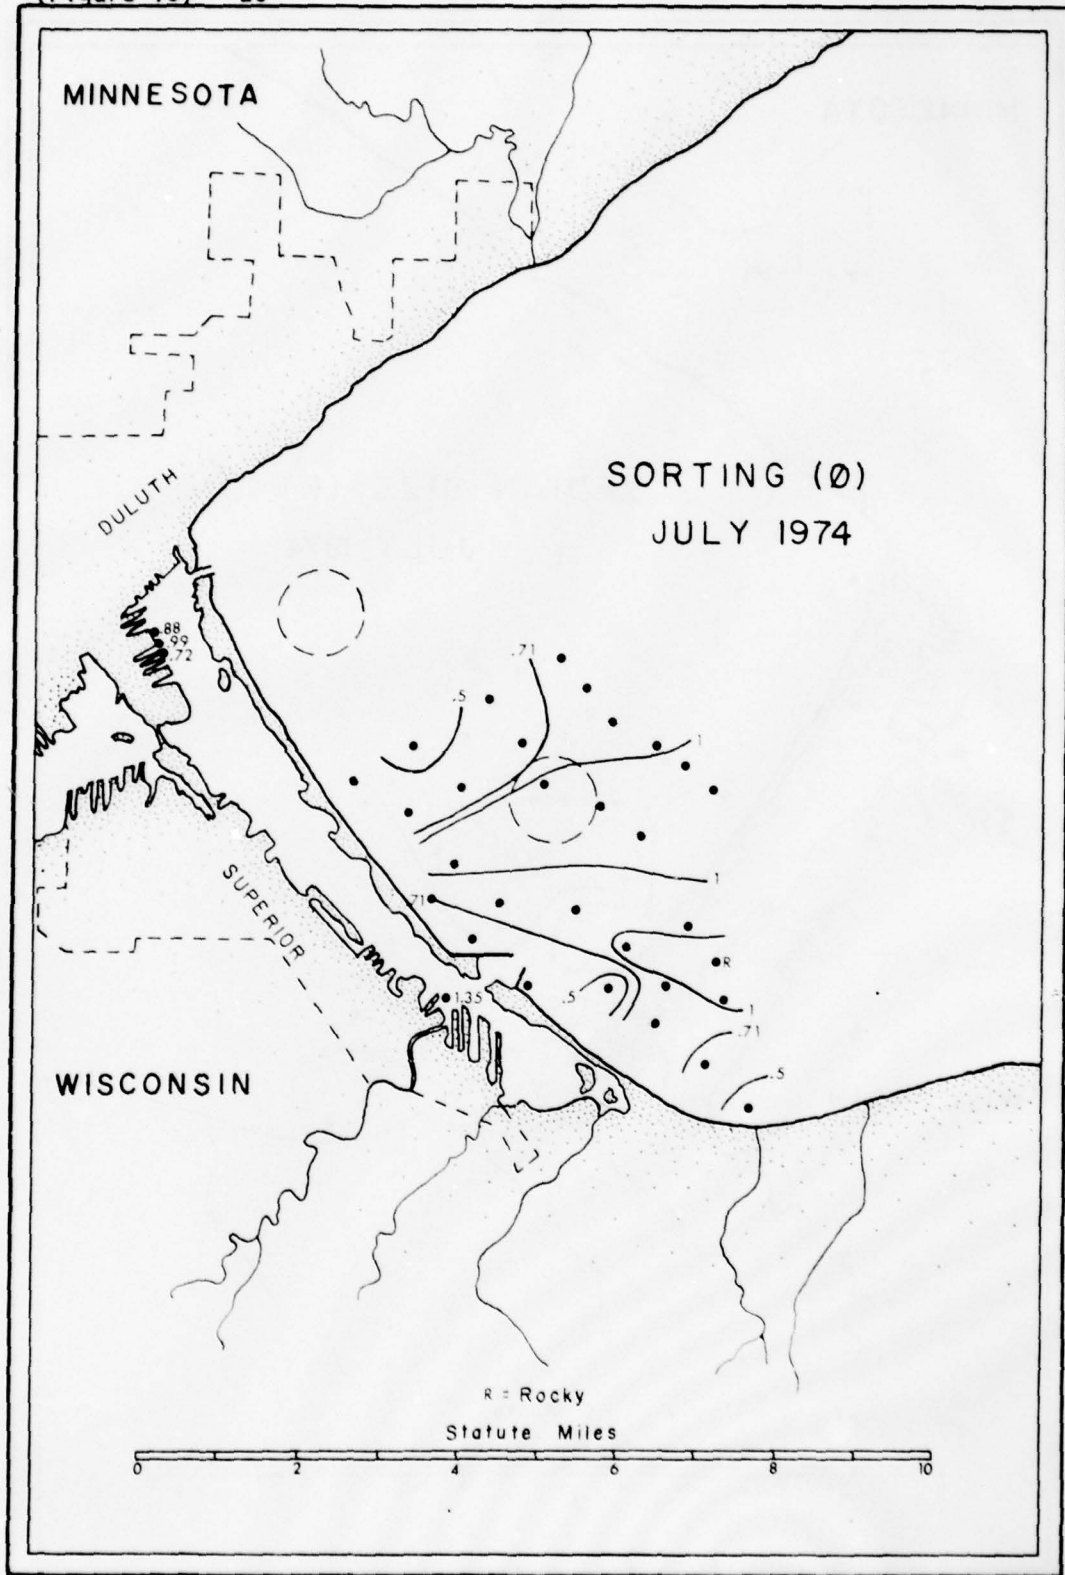 MINNESOTA
SORTING (Ø)
JULY 1974
DULUTH
.88
.99
.72
.71
.5
1
1
.71
SUPERIOR
R
.5
1.35
1
.71
.5
WISCONSIN
R = Rocky
Statute Miles
0 2 4 6 8 10